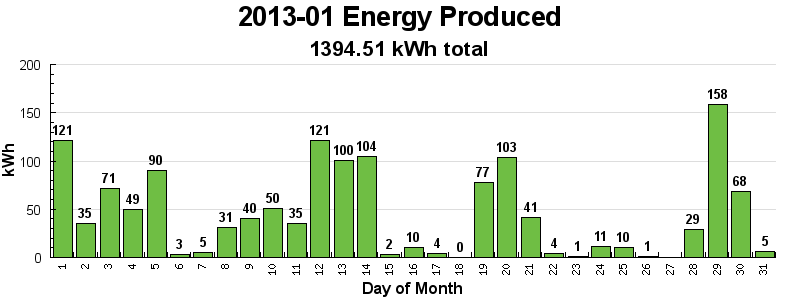 2013-01 Energy Produced
1394.51 kWh total
200
150
100
50
0
kWh
121 35 71 49 90 3 5 31 40 50 35 121 100 104 2 10 4 0 77 103 41 4 1 11 10 1 29 158 68 5
1 2 3 4 5 6 7 8 9 10 11 12 13 14 15 16 17 18 19 20 21 22 23 24 25 26 27 28 29 30 31
Day of Month